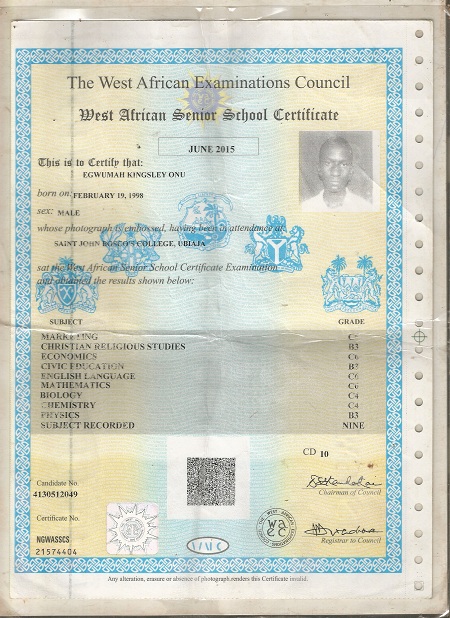 The West African Examinations Council
West African Senior School Certificate
JUNE 2015
This is to Certify that:
EGWUMAH KINGSLEY ONU
born on: FEBRUARY 19, 1998
sex: MALE
whose photograph is embossed, having been in attendance at
SAINT JOHN BOSCO'S COLLEGE, UBIAJA
sat the West African Senior School Certificate Examination
and obtained the results shown below:
SUBJECT GRADE
MARKETING
CHRISTIAN RELIGIOUS STUDIES B3
ECONOMICS C6
CIVIC EDUCATION
ENGLISH LANGUAGE C6
MATHEMATICS C6
BIOLOGY C4
CHEMISTRY C4
PHYSICS B3
SUBJECT RECORDED NINE
CD 10
Candidate No.
4130512049
Chairman of Council
Certificate No.
NGWASSCS
21574404
Registrar to Council
Any alteration, erasure or absence of photograph renders this Certificate invalid.